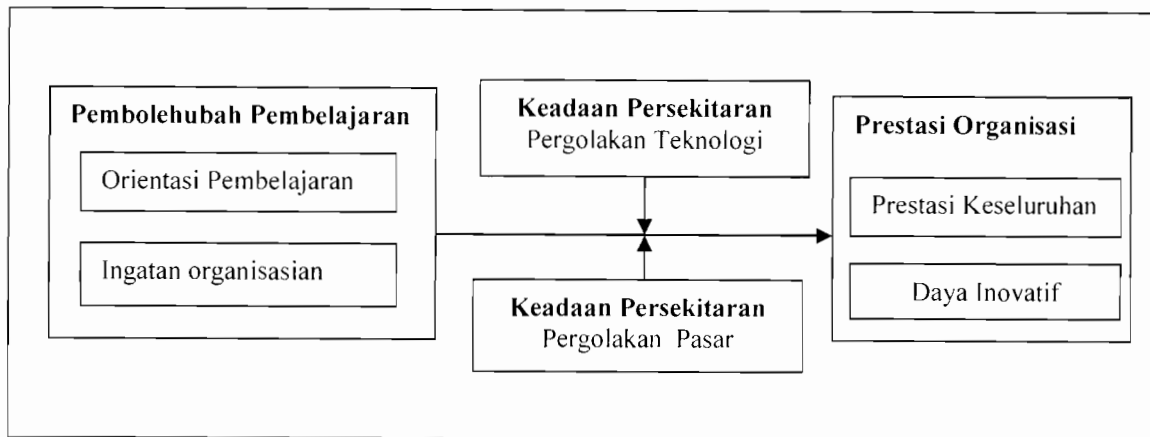 Pembolehubah Pembelajaran
Orientasi Pembelajaran
Ingatan organisasian
Keadaan Persekitaran
Pergolakan Teknologi
Keadaan Persekitaran
Pergolakan Pasar
Prestasi Organisasi
Prestasi Keseluruhan
Daya Inovatif